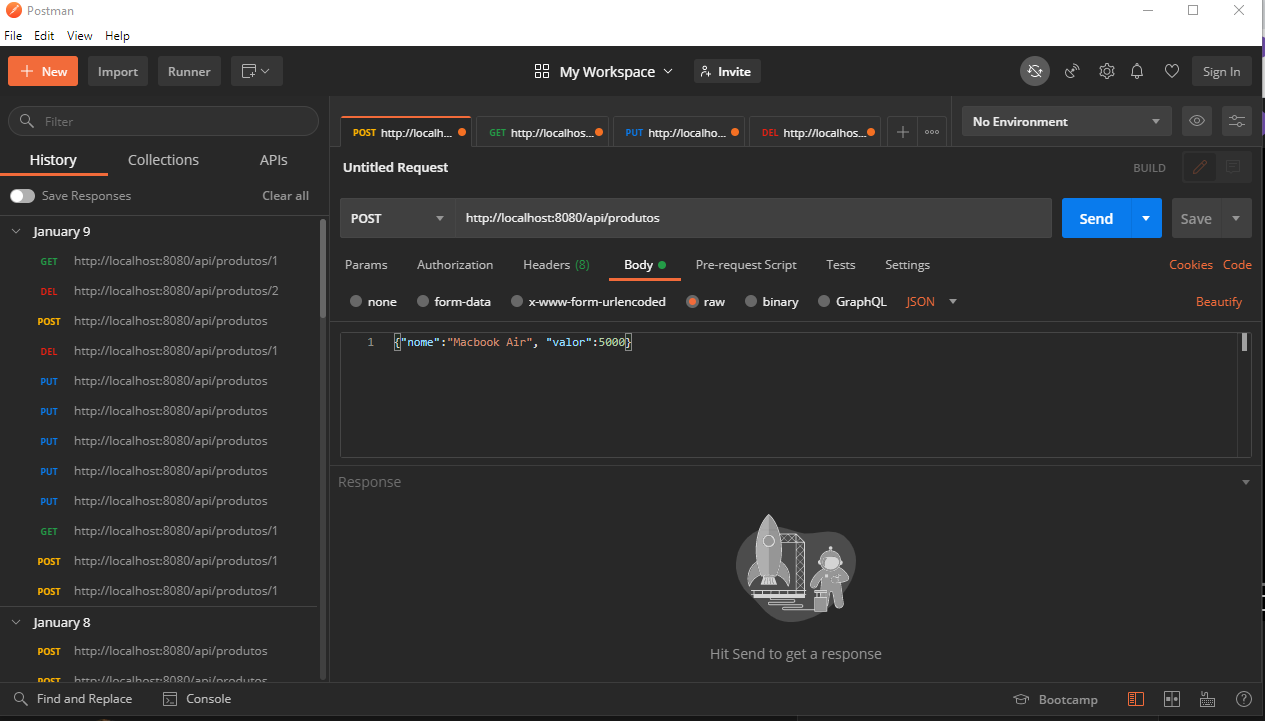 Postman
File Edit View Help
New Import Runner My Workspace Invite Sign In
Filter
History Collections APIs
Save Responses Clear all
January 9
GET http://localhost:8080/api/produtos/1
DEL http://localhost:8080/api/produtos/2
POST http://localhost:8080/api/produtos
DEL http://localhost:8080/api/produtos/1
PUT http://localhost:8080/api/produtos
PUT http://localhost:8080/api/produtos
PUT http://localhost:8080/api/produtos
PUT http://localhost:8080/api/produtos
PUT http://localhost:8080/api/produtos
GET http://localhost:8080/api/produtos/1
POST http://localhost:8080/api/produtos/1
POST http://localhost:8080/api/produtos/1
January 8
POST http://localhost:8080/api/produtos
POST http://localhost:8080/api/produtos
POST http://localh... GET http://localhos... PUT http://localho... DEL http://localhos... No Environment
Untitled Request BUILD
POST http://localhost:8080/api/produtos Send Save
Params Authorization Headers (8) Body Pre-request Script Tests Settings Cookies Code
none form-data x-www-form-urlencoded raw binary GraphQL JSON Beautify
1 {"nome":"Macbook Air", "valor":5000}
Response
Hit Send to get a response
Find and Replace Console Bootcamp